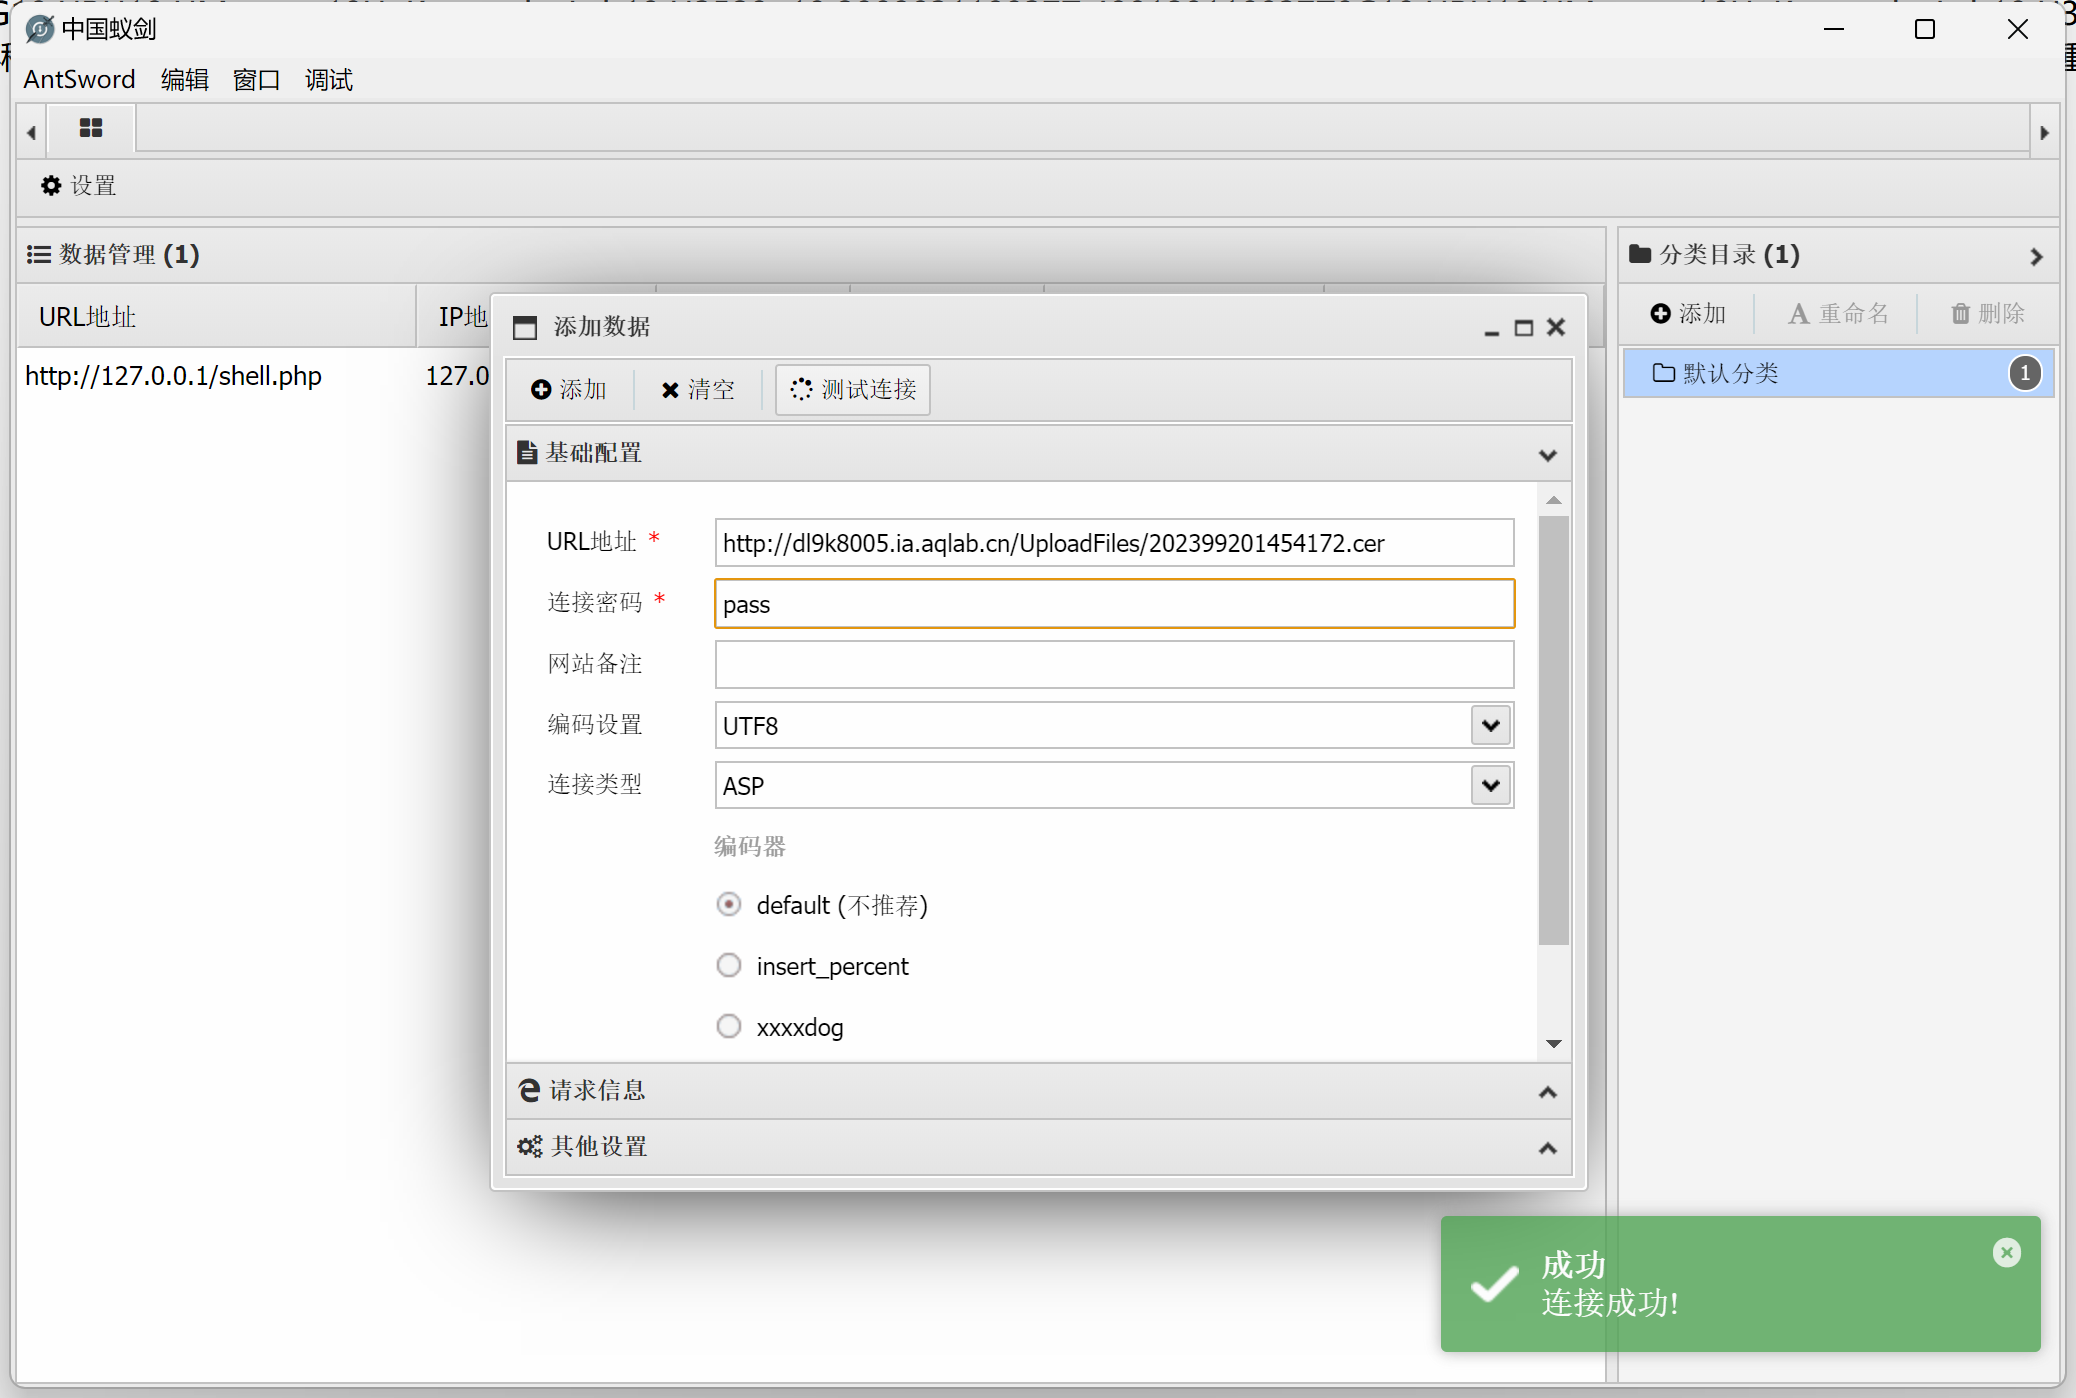 中国蚁剑
AntSword 编辑 窗口 调试
设置
数据管理 (1)
分类目录 (1)
URL地址 IP地
添加 重命名 删除
http://127.0.0.1/shell.php 127.0
默认分类 1
添加数据
添加 清空 测试连接
基础配置
URL地址 * http://dl9k8005.ia.aqlab.cn/UploadFiles/202399201454172.cer
连接密码 * pass
网站备注
编码设置 UTF8
连接类型 ASP
编码器
default (不推荐)
insert_percent
xxxxdog
请求信息
其他设置
成功
连接成功!